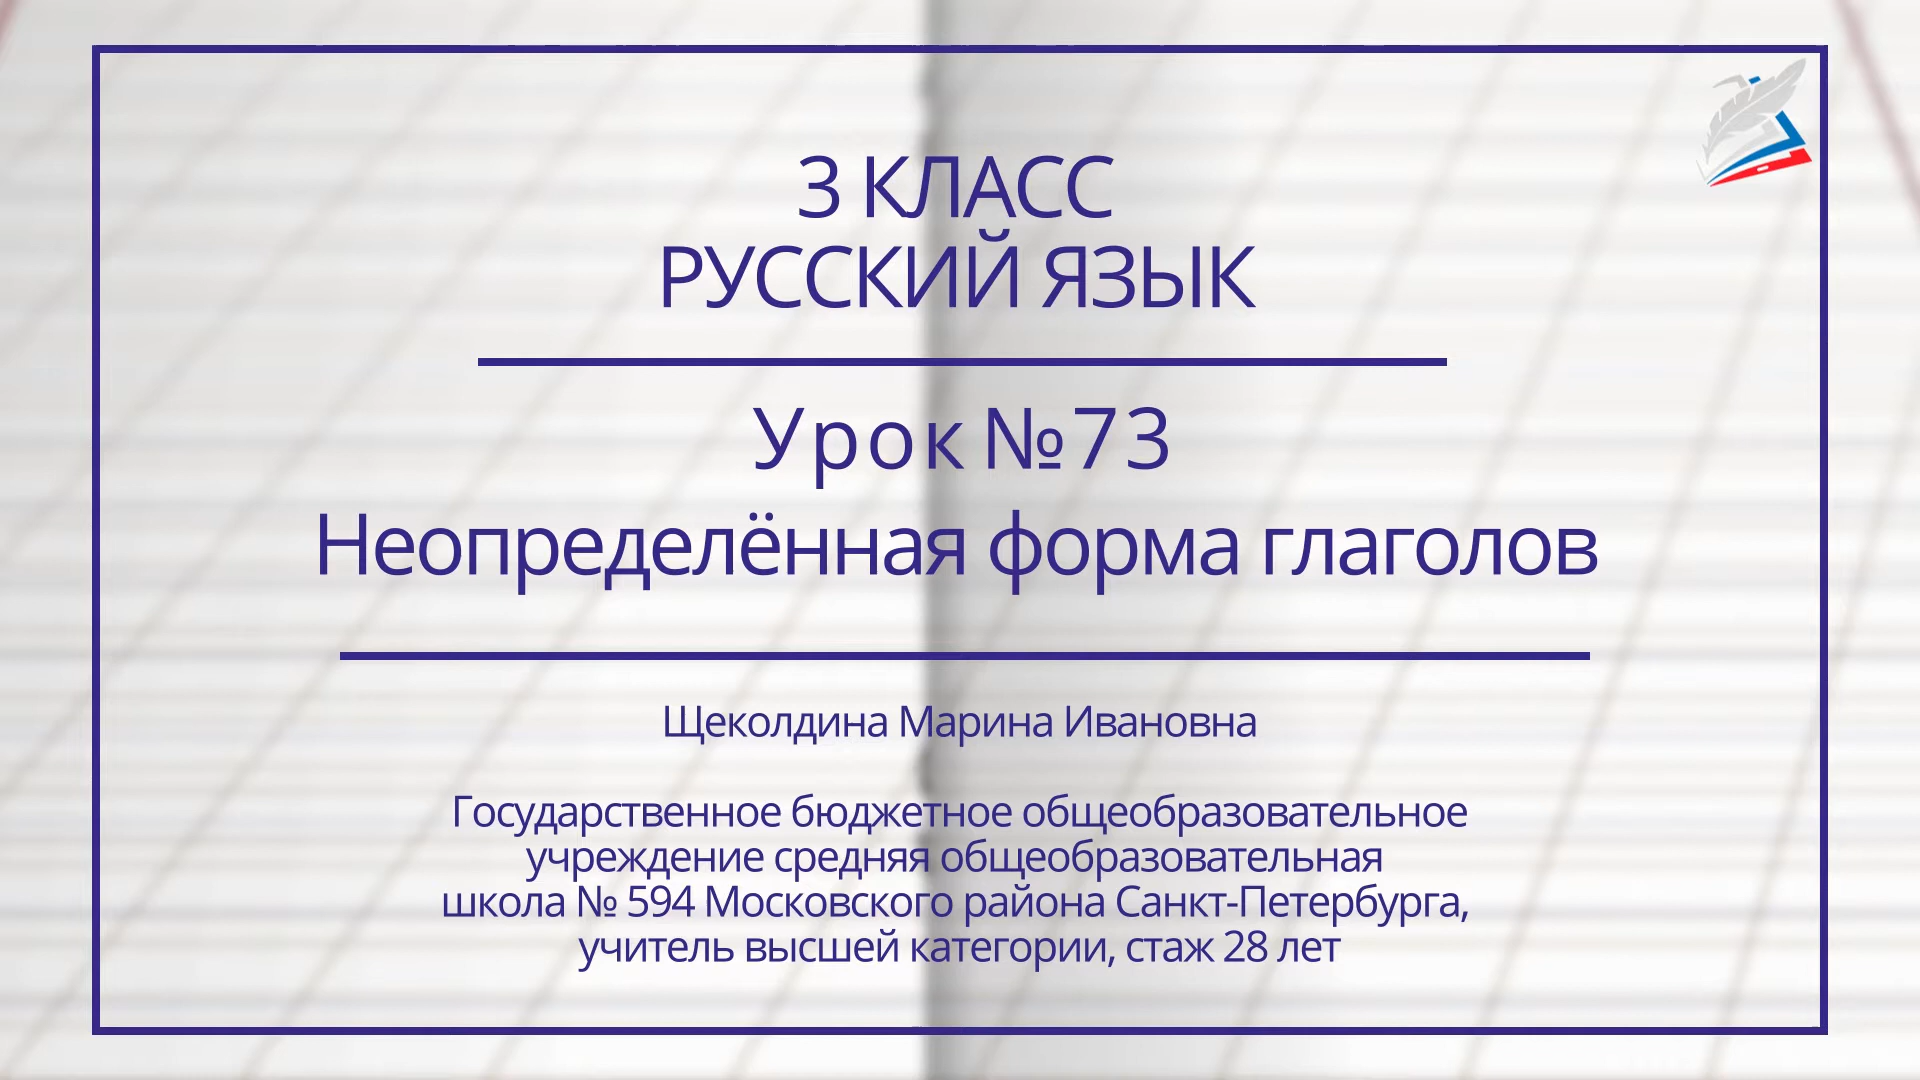 3 КЛАСС
РУССКИЙ ЯЗЫК
Урок №73
Неопределённая форма глаголов
Щеколдина Марина Ивановна
Государственное бюджетное общеобразовательное
учреждение средняя общеобразовательная
школа № 594 Московского района Санкт-Петербурга,
учитель высшей категории, стаж 28 лет